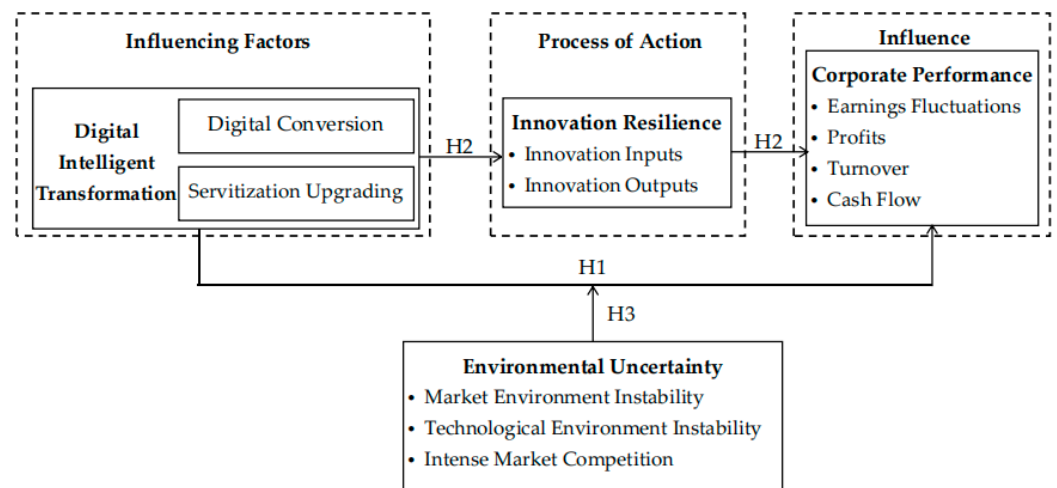 Influencing Factors
Digital
Intelligent
Transformation
Digital Conversion
Servitization Upgrading
H2
Process of Action
Innovation Resilience
• Innovation Inputs
• Innovation Outputs
H2
Influence
Corporate Performance
• Earnings Fluctuations
• Profits
• Turnover
• Cash Flow
H1
H3
Environmental Uncertainty
• Market Environment Instability
• Technological Environment Instability
• Intense Market Competition